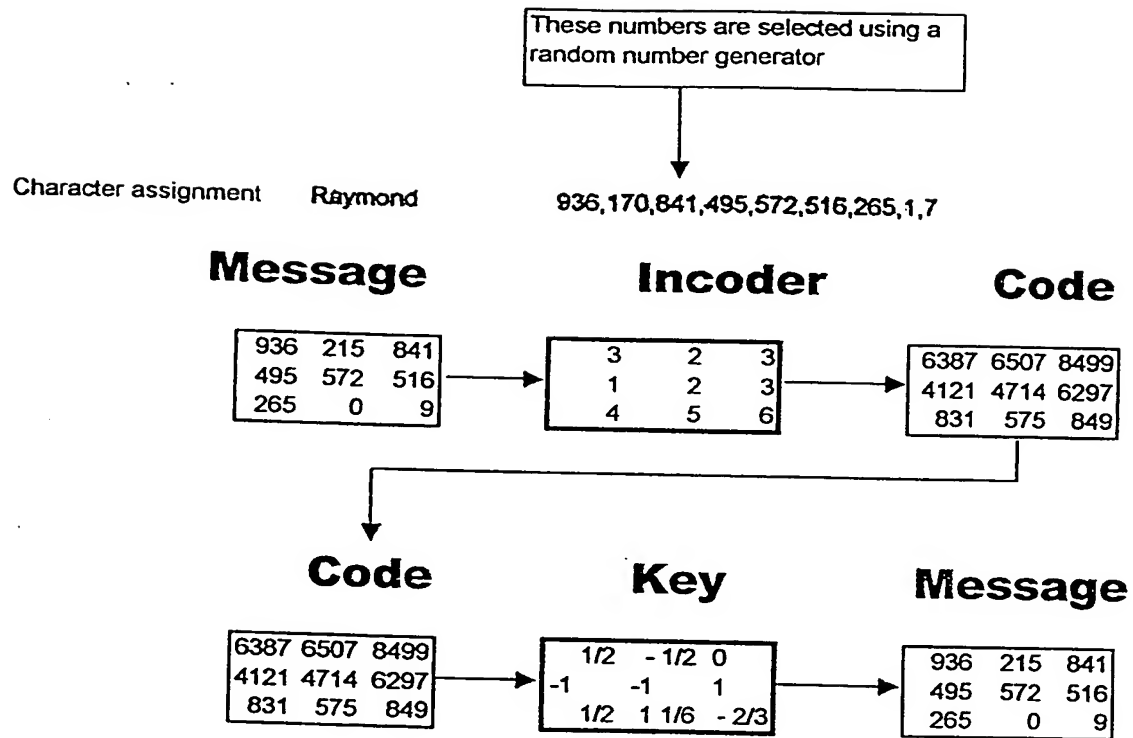 These numbers are selected using a
random number generator
Character assignment Raymond 936,170,841,495,572,516,265,1,7
Message Incoder Code
936 215 841
495 572 516
265 0 9
3 2 3
1 2 3
4 5 6
6387 6507 8499
4121 4714 6297
831 575 849
Code Key Message
6387 6507 8499
4121 4714 6297
831 575 849
1/2 - 1/2 0
-1 -1 1
1/2 1 1/6 - 2/3
936 215 841
495 572 516
265 0 9